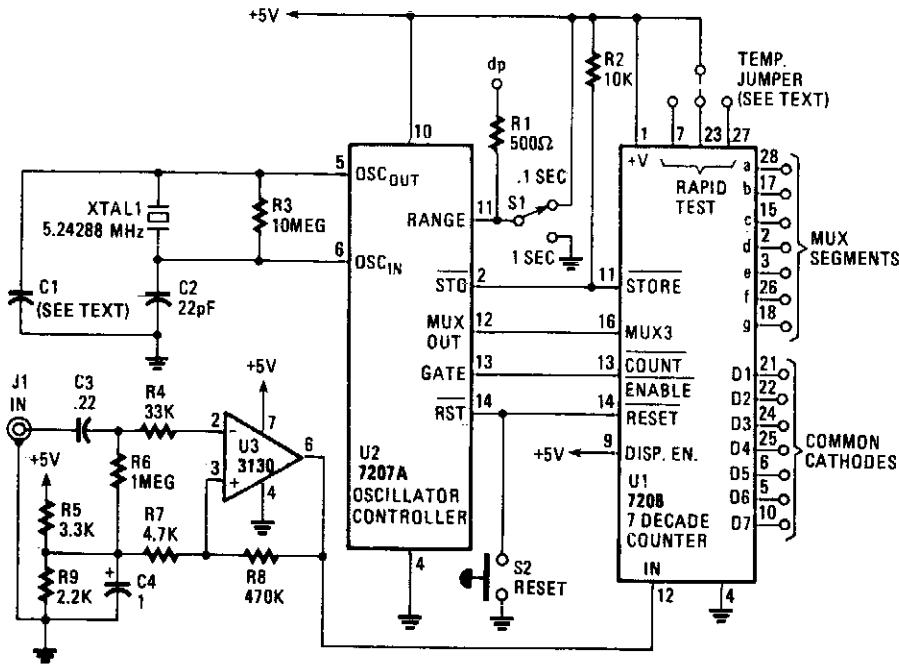 +5V
dp
R2
10K
TEMP.
JUMPER
(SEE TEXT)
R1
500Ω
10
1
7
23
27
+V
RAPID
TEST
5
OSC OUT
XTAL1
5.24288 MHz
R3
10MEG
6
OSC IN
C1
(SEE TEXT)
C2
22pF
RANGE
11
S1
.1 SEC
1 SEC
STO
2
11
STORE
MUX
OUT
12
16
MUX3
GATE
13
13
COUNT
ENABLE
RST
14
14
RESET
+5V
9
DISP. EN.
U2
7207A
OSCILLATOR
CONTROLLER
4
U1
7208
7 DECADE
COUNTER
IN
12
4
S2
RESET
a
28
b
17
c
15
d
2
e
3
f
26
g
18
MUX
SEGMENTS
D1
21
D2
22
D3
24
D4
25
D5
6
D6
5
D7
10
COMMON
CATHODES
J1
IN
C3
.22
R4
33K
2
−
+5V
7
U3
3130
6
3
+
4
+5V
R5
3.3K
R6
1MEG
R7
4.7K
R8
470K
R9
2.2K
+
C4
1